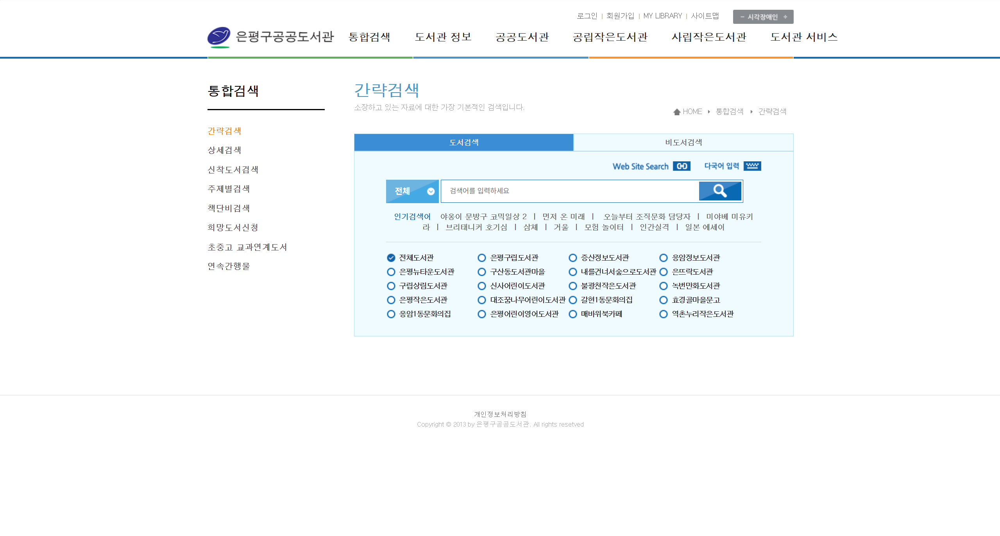 로그인 | 회원가입 | MY LIBRARY | 사이트맵
- 시각장애인 +
은평구공공도서관
통합검색 도서관 정보 공공도서관 공립작은도서관 사립작은도서관 도서관 서비스
통합검색
간략검색
상세검색
신착도서검색
주제별검색
책단비검색
희망도서신청
초중고 교과연계도서
연속간행물
간략검색
소장하고 있는 자료에 대한 가장 기본적인 검색입니다.
HOME 통합검색 간략검색
도서검색 비도서검색
Web Site Search 다국어 입력
전체 검색어를 입력하세요
인기검색어 야옹이 문방구 코믹일상 2 | 먼저 온 미래 | 오늘부터 조직문화 담당자 | 미야베 미유키
라 | 브리태니커 호기심 | 삼체 | 거울 | 모험 놀이터 | 인간실격 | 일본 에세이
전체도서관 은평구립도서관 증산정보도서관 응암정보도서관
은평뉴타운도서관 구산동도서관마을 내를건너서숲으로도서관 은뜨락도서관
구립상림도서관 신사어린이도서관 불광천작은도서관 녹번만화도서관
은평작은도서관 대조꿈나무어린이도서관 갈현1동문화의집 효경골마을문고
응암1동문화의집 은평어린이영어도서관 매바위북카페 역촌누리작은도서관
개인정보처리방침
Copyright © 2013 by 은평구공공도서관. All rights resetved